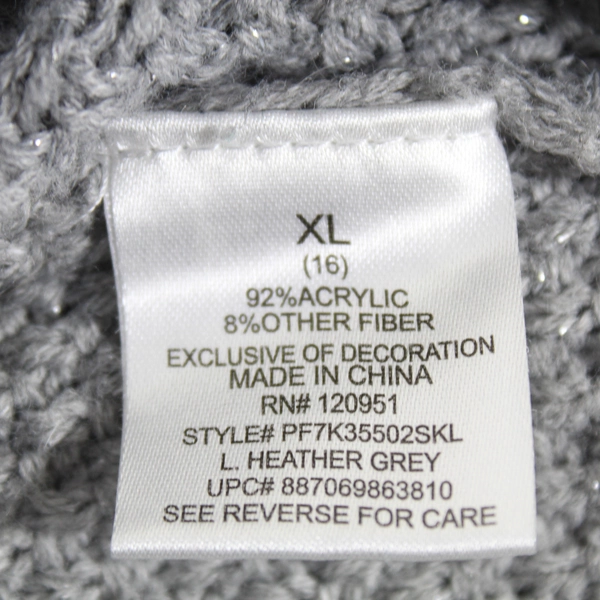 XL
(16)
92%ACRYLIC
8%OTHER FIBER
EXCLUSIVE OF DECORATION
MADE IN CHINA
RN# 120951
STYLE# PF7K35502SKL
L. HEATHER GREY
UPC# 887069863810
SEE REVERSE FOR CARE